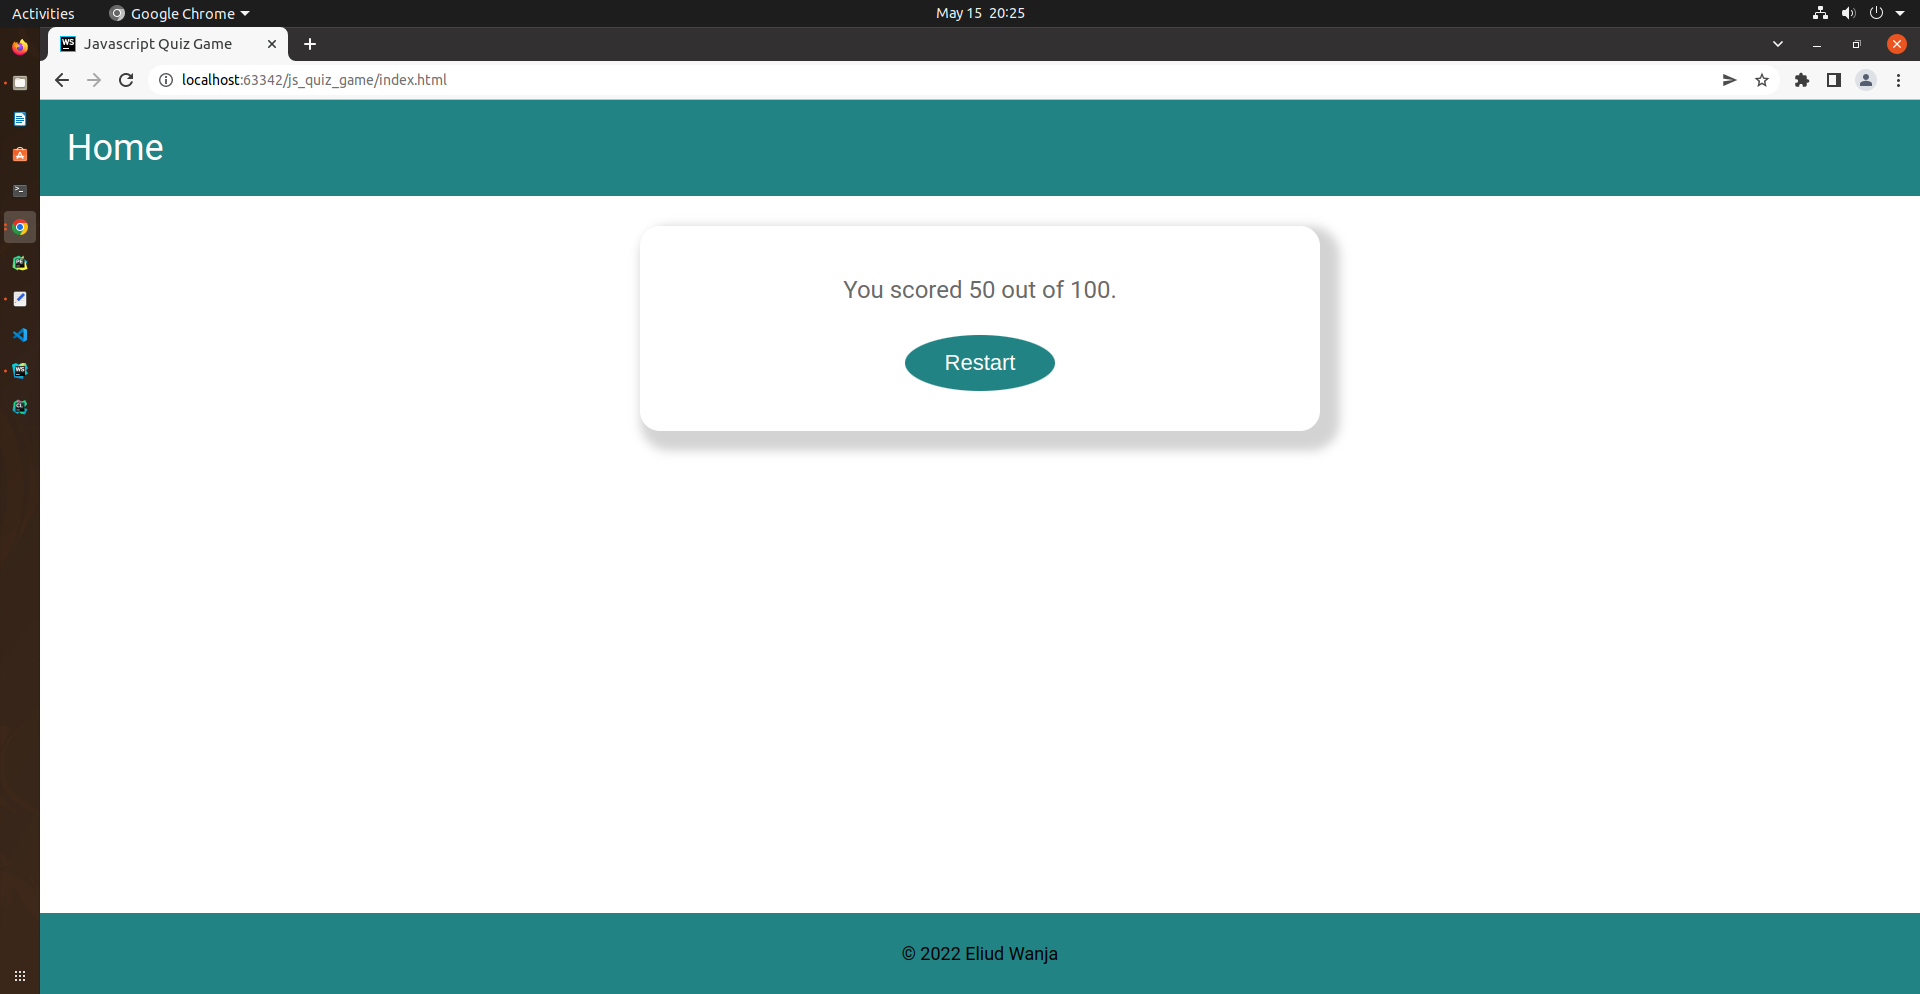 Activities
Google Chrome
May 15 20:25
WS Javascript Quiz Game
localhost:63342/js_quiz_game/index.html
Home
You scored 50 out of 100.
Restart
© 2022 Eliud Wanja